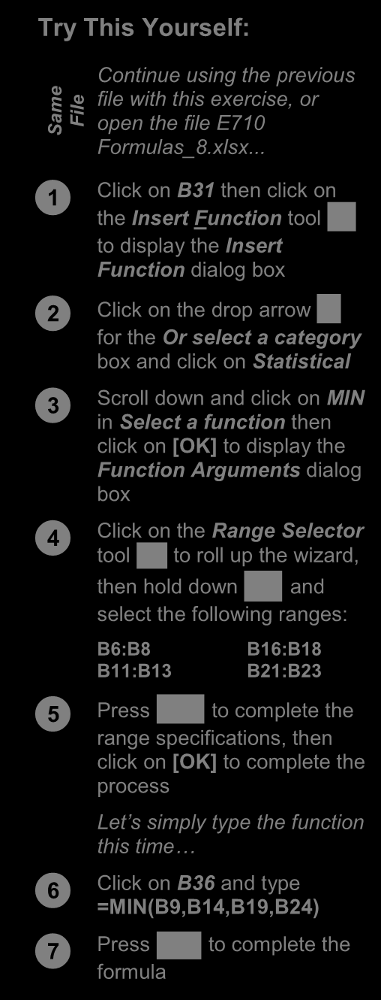 Try This Yourself:
Same
File
Continue using the previous
file with this exercise, or
open the file E710
Formulas_8.xlsx...
1
Click on B31 then click on
the Insert Function tool
to display the Insert
Function dialog box
2
Click on the drop arrow
for the Or select a category
box and click on Statistical
3
Scroll down and click on MIN
in Select a function then
click on [OK] to display the
Function Arguments dialog
box
4
Click on the Range Selector
tool to roll up the wizard,
then hold down and
select the following ranges:
B6:B8 B16:B18
B11:B13 B21:B23
5
Press to complete the
range specifications, then
click on [OK] to complete the
process
Let’s simply type the function
this time…
6
Click on B36 and type
=MIN(B9,B14,B19,B24)
7
Press to complete the
formula